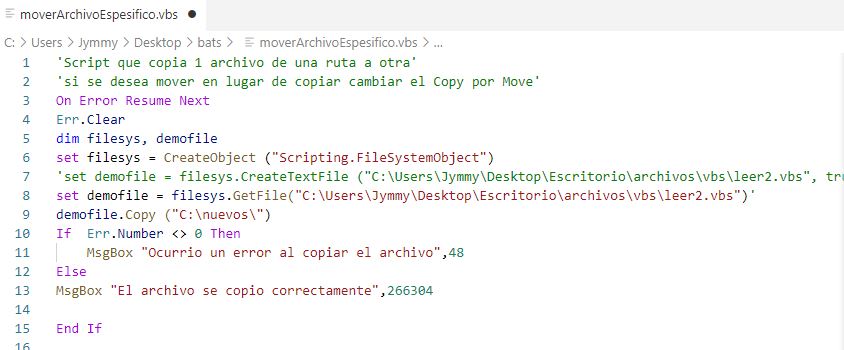 moverArchivoEspesifico.vbs
C: > Users > Jymmy > Desktop > bats > moverArchivoEspesifico.vbs > ...
1 'Script que copia 1 archivo de una ruta a otra'
2 'si se desea mover en lugar de copiar cambiar el Copy por Move'
3 On Error Resume Next
4 Err.Clear
5 dim filesys, demofile
6 set filesys = CreateObject ("Scripting.FileSystemObject")
7 'set demofile = filesys.CreateTextFile ("C:\Users\Jymmy\Desktop\Escritorio\archivos\vbs\leer2.vbs", tru
8 set demofile = filesys.GetFile("C:\Users\Jymmy\Desktop\Escritorio\archivos\vbs\leer2.vbs")'
9 demofile.Copy ("C:\nuevos\")
10 If  Err.Number <> 0 Then
11 MsgBox "Ocurrio un error al copiar el archivo",48
12 Else
13 MsgBox "El archivo se copio correctamente",266304
14
15 End If
16